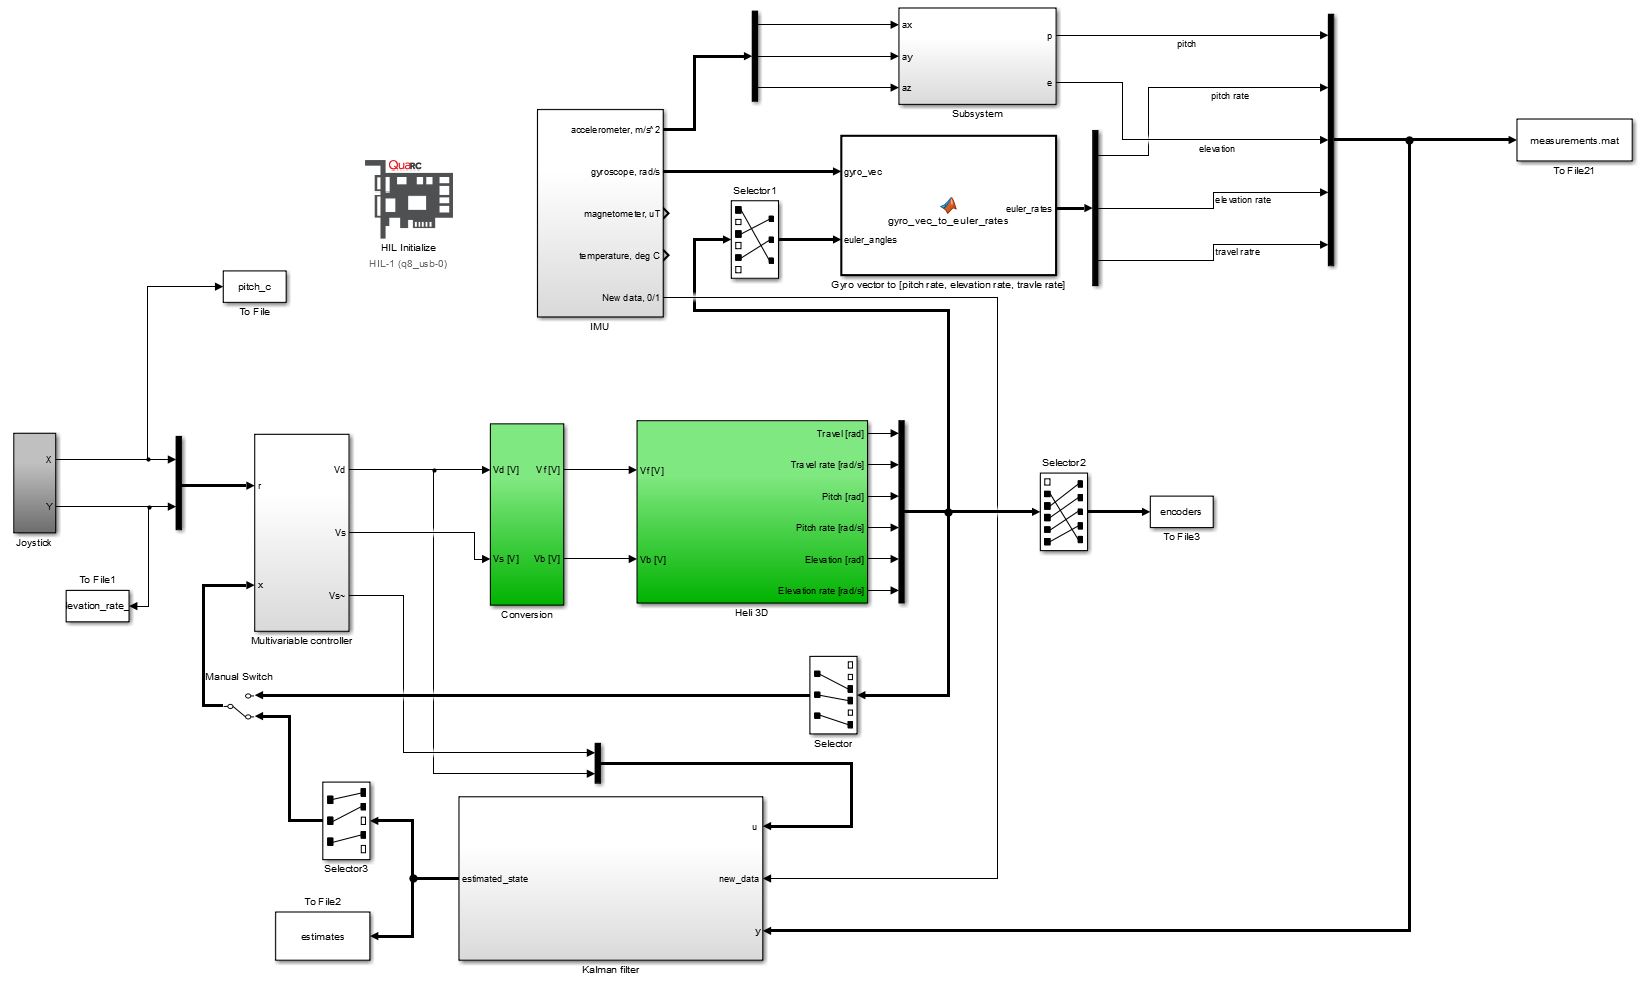 ax
ay
az
p
e
Subsystem
pitch
pitch rate
elevation
elevation rate
travel ratre
measurements.mat
To File21
accelerometer, m/s^2
gyroscope, rad/s
magnetometer, uT
temperature, deg C
New data, 0/1
IMU
QuaRC
HIL Initialize
HIL-1 (q8_usb-0)
Selector1
gyro_vec
euler_angles
gyro_vec_to_euler_rates
euler_rates
Gyro vector to [pitch rate, elevation rate, travle rate]
pitch_c
To File
X
Y
Joystick
To File1
evation_rate_
r
x
Vd
Vs
Vs~
Multivariable controller
Vd [V]
Vs [V]
Vf [V]
Vb [V]
Conversion
Vf [V]
Vb [V]
Travel [rad]
Travel rate [rad/s]
Pitch [rad]
Pitch rate [rad/s]
Elevation [rad]
Elevation rate [rad/s]
Heli 3D
Selector2
encoders
To File3
Manual Switch
Selector
Selector3
To File2
estimates
estimated_state
u
new_data
y
Kalman filter